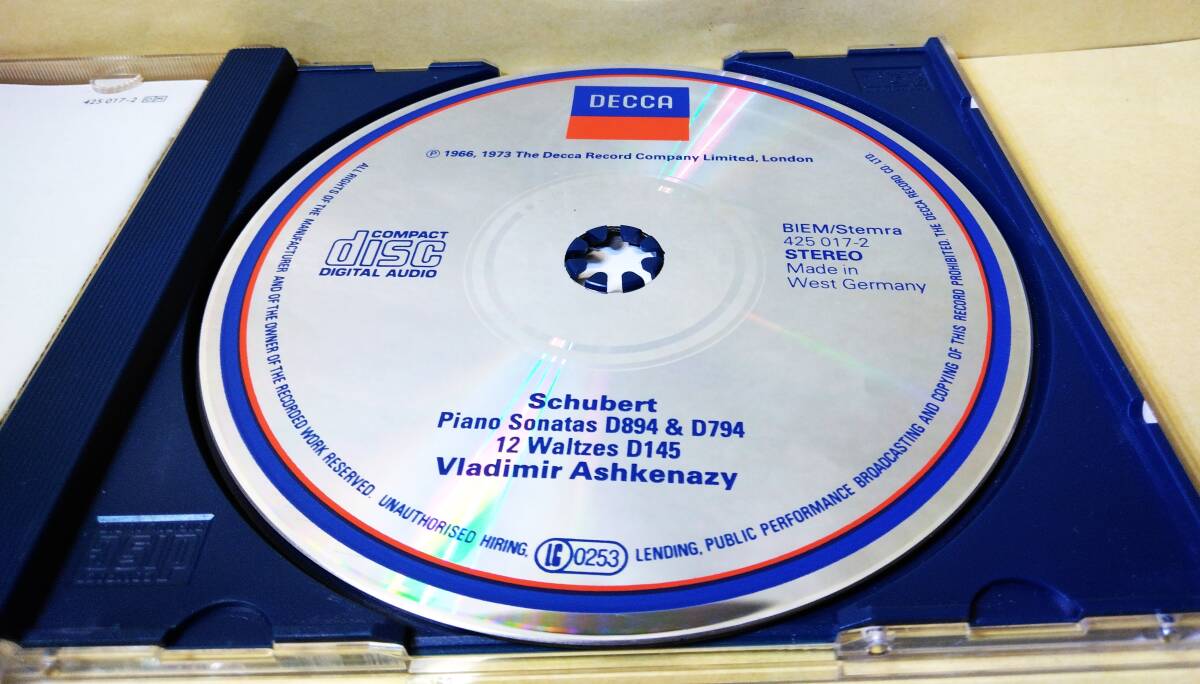 425 017-2
DECCA
℗ 1966, 1973 The Decca Record Company Limited, London
COMPACT
disc
DIGITAL AUDIO
BIEM/Stemra
425 017-2
STEREO
Made in
West Germany
Schubert
Piano Sonatas D894 & D794
12 Waltzes D145
Vladimir Ashkenazy
ALL RIGHTS OF THE MANUFACTURER AND OF THE OWNER OF THE RECORDED WORK RESERVED. UNAUTHORISED HIRING, LENDING, PUBLIC PERFORMANCE BROADCASTING AND COPYING OF THIS RECORD PROHIBITED. THE DECCA RECORD CO. LTD
LC 0253